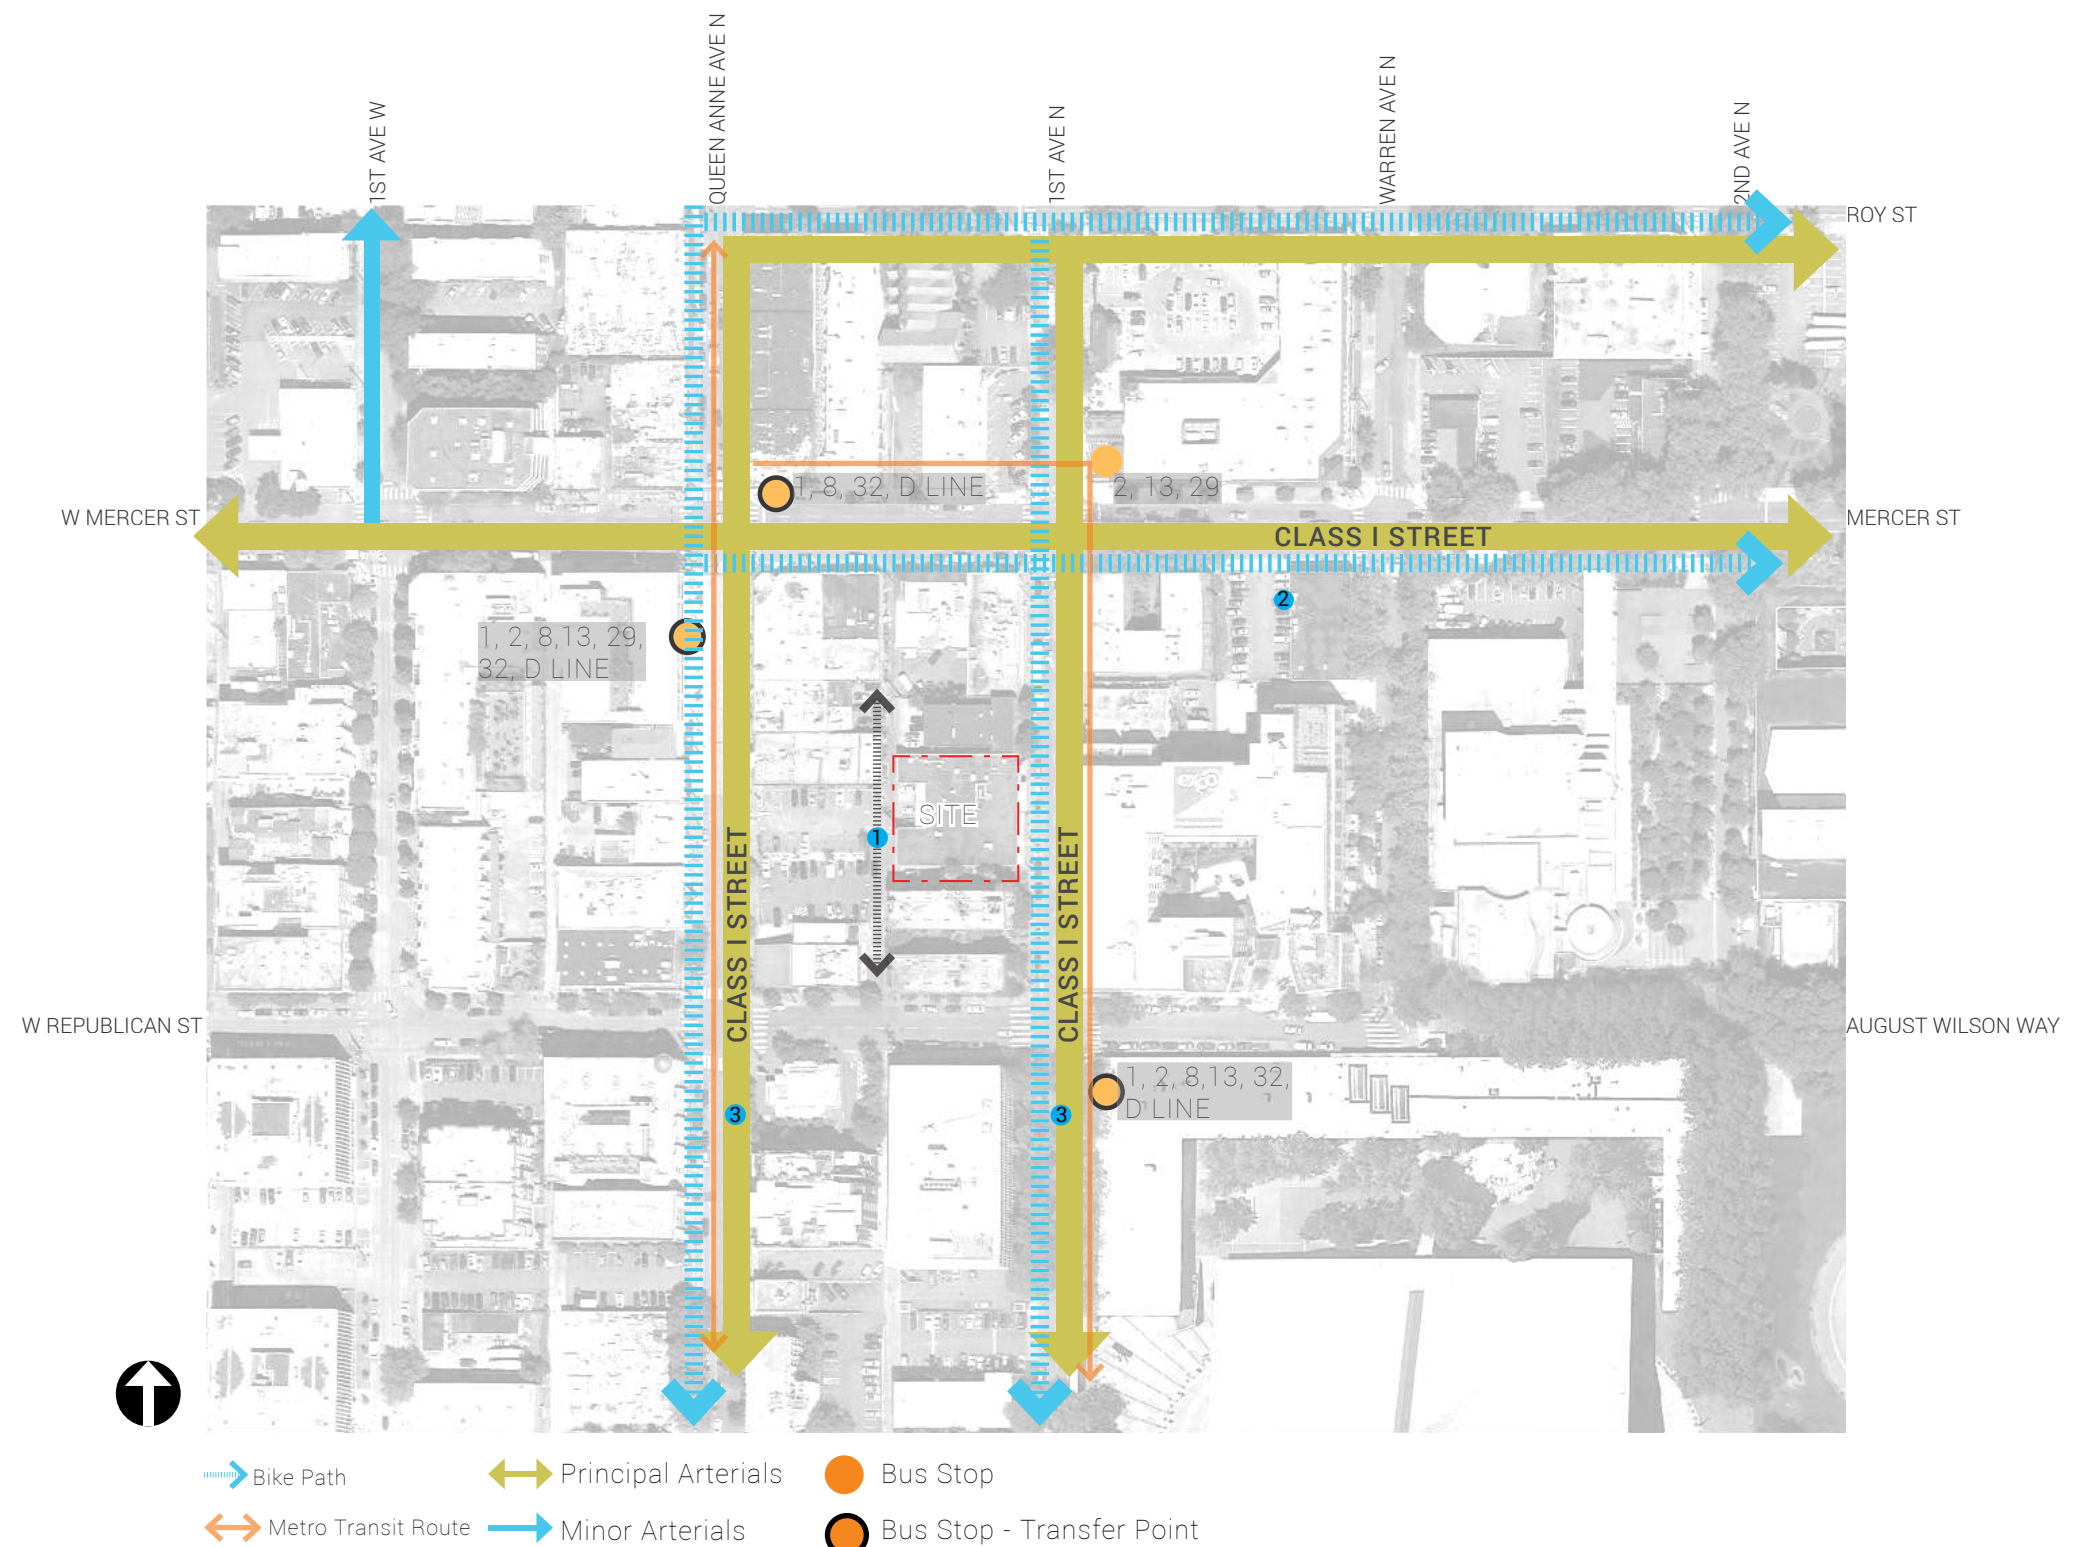 QUEEN ANNE AVE N
WARREN AVE N
1ST AVE W
1ST AVE N
2ND AVE N
ROY ST
1, 8, 32, D LINE
2, 13, 29
W MERCER ST
MERCER ST
CLASS I STREET
2
1, 2, 8,13, 29,
32, D LINE
SITE
1
CLASS I STREET
CLASS I STREET
W REPUBLICAN ST
AUGUST WILSON WAY
1, 2, 8,13, 32,
D LINE
3
3
Bike Path
Principal Arterials
Bus Stop
Metro Transit Route
Minor Arterials
Bus Stop - Transfer Point